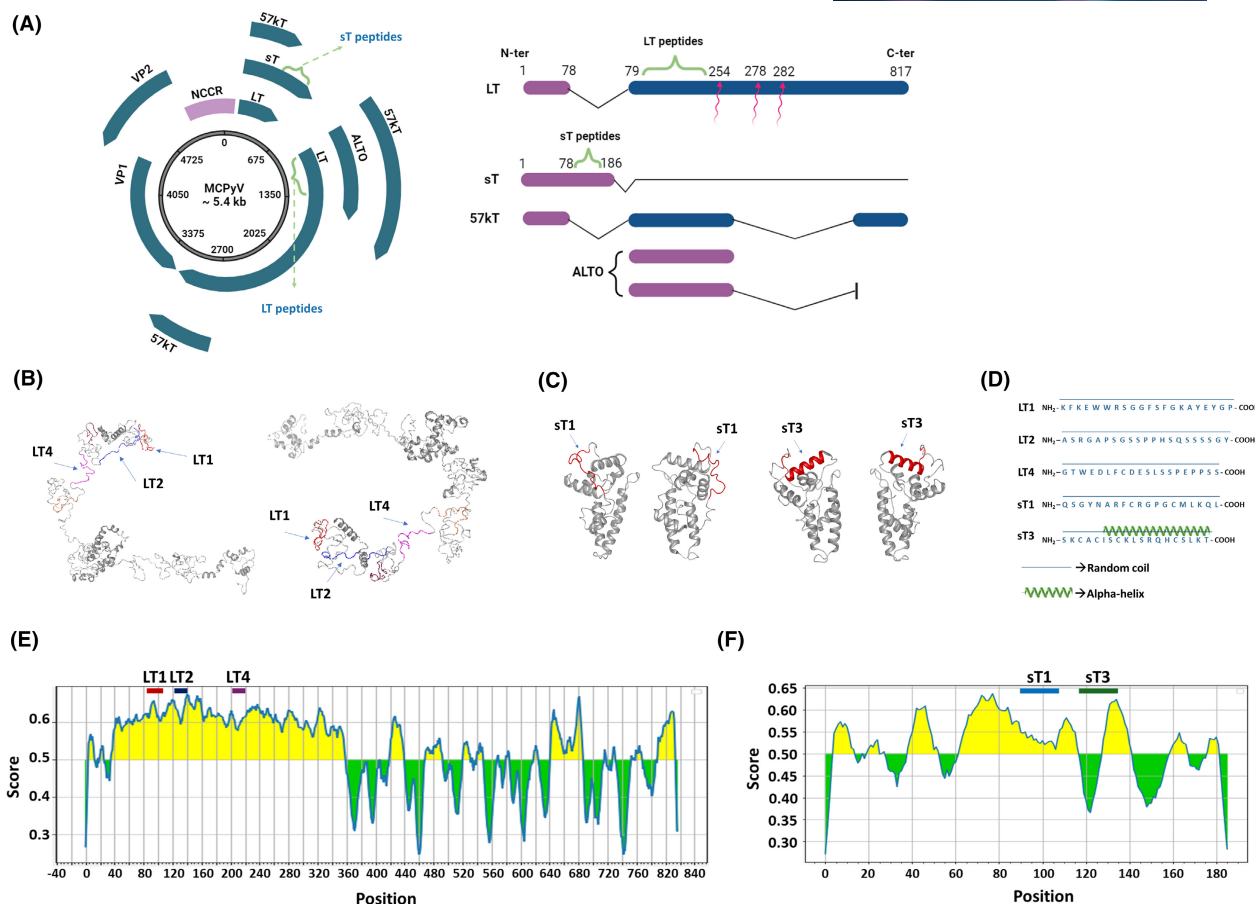 (A)
57kT
sT
sT peptides
VP2
NCCR
LT
57kT
ALTO
LT
VP1
0
4725
675
4050
MCPyV
~ 5.4 kb
1350
3375
2025
2700
LT peptides
57kT
N-ter
LT peptides
C-ter
1
78
79
254
278
282
817
LT
sT peptides
1
78
186
sT
57kT
ALTO
(B)
LT4
LT1
LT2
LT1
LT4
LT2
(C)
sT1
sT1
sT3
sT3
(D)
LT1 NH2-K F K E W W R S G G F S F G K A Y E Y G P-COOH
LT2 NH2-A S R G A P S G S S P P H S Q S S S S G Y-COOH
LT4 NH2-G T W E D L F C D E S L S S P E P P S S-COOH
sT1 NH2-Q S G Y N A R F C R G P G C M L K Q L-COOH
sT3 NH2-S K C A C I S C K L S R Q H C S L K T-COOH
→Random coil
→Alpha-helix
(E)
LT1 LT2 LT4
0.6
0.5
0.4
0.3
Score
-40 0 40 80 120 160 200 240 280 320 360 400 440 480 520 560 600 640 680 720 760 800 840
Position
(F)
sT1 sT3
0.65
0.60
0.55
0.50
0.45
0.40
0.35
0.30
Score
0 20 40 60 80 100 120 140 160 180
Position